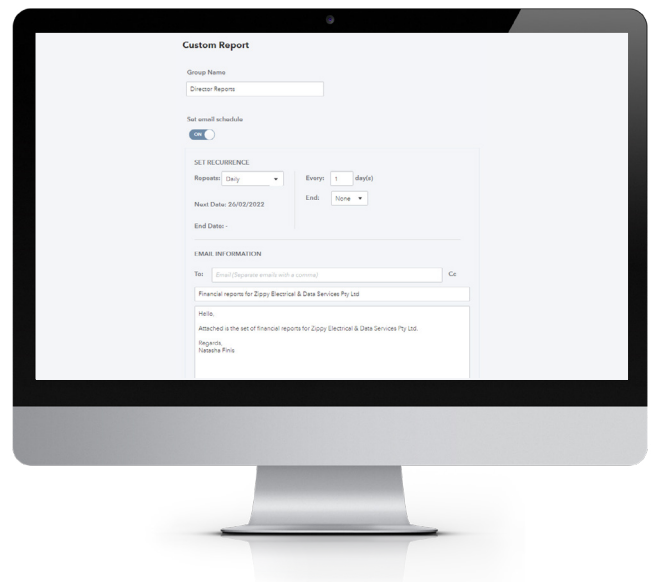 Custom Report
Group Name
Director Reports
Set email schedule
ON
SET RECURRENCE
Repeats: Daily
Every: 1 day(s)
Next Date: 26/02/2022
End: None
End Date: -
EMAIL INFORMATION
To: Email (Separate emails with a comma) Cc
Financial reports for Zippy Electrical & Data Services Pty Ltd
Hello,
Attached is the set of financial reports for Zippy Electrical & Data Services Pty Ltd.
Regards,
Natasha Finis